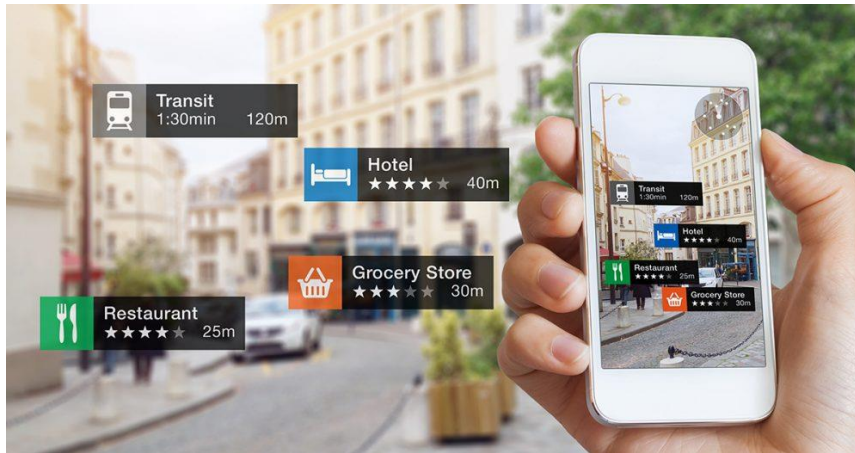 Transit
1:30min 120m
Hotel
★★★★★ 40m
Grocery Store
★★★★★ 30m
Restaurant
★★★★★ 25m
Transit
1:30min 120m
Hotel
★★★★★ 40m
Restaurant
★★★★★ 25m
Grocery Store
★★★★★ 30m